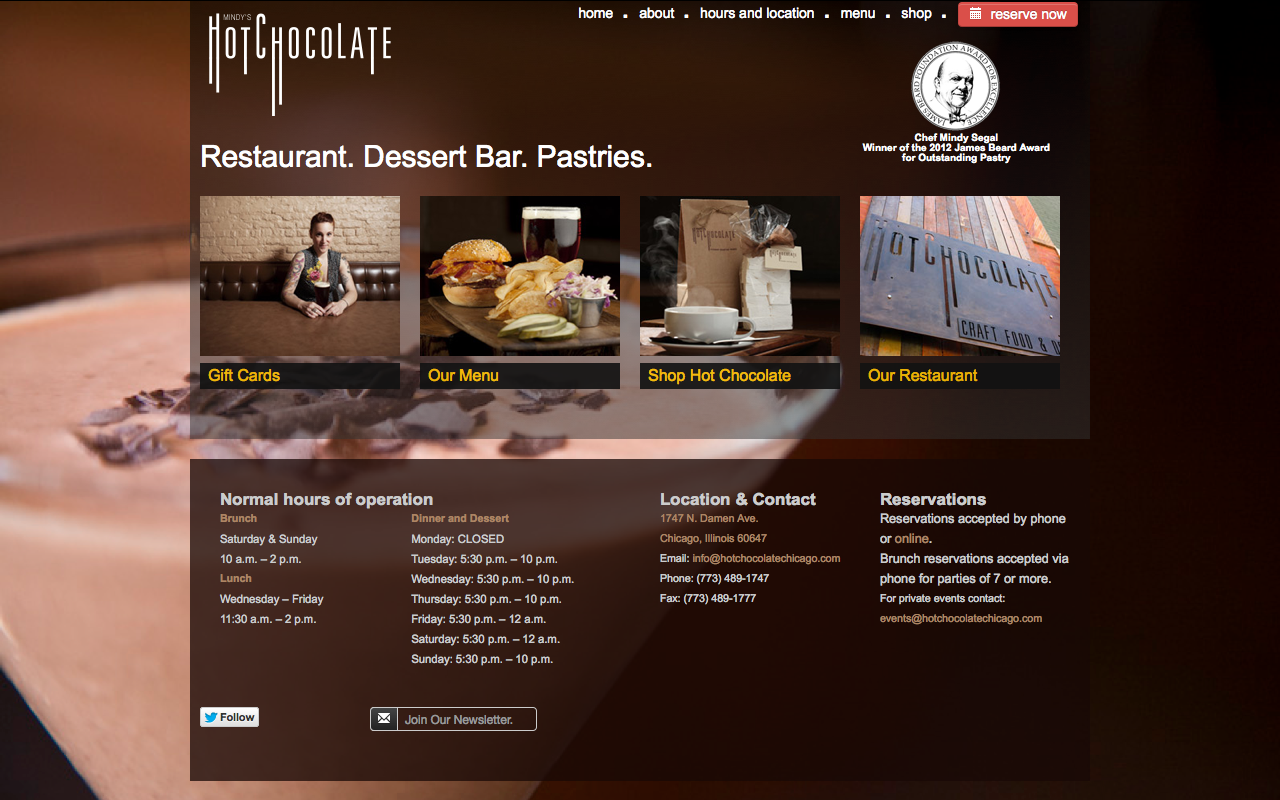 MINDY'S
HOTCHOCOLATE
home . about . hours and location . menu . shop . reserve now
JAMES BEARD FOUNDATION AWARD FOR EXCELLENCE
Chef Mindy Segal
Winner of the 2012 James Beard Award
for Outstanding Pastry
Restaurant. Dessert Bar. Pastries.
HOTCHOCOLATE
HOTCHOCOLATE
HOTCHOCOLATE
CRAFT FOOD &
Gift Cards
Our Menu
Shop Hot Chocolate
Our Restaurant
Normal hours of operation
Brunch
Saturday & Sunday
10 a.m. – 2 p.m.
Lunch
Wednesday – Friday
11:30 a.m. – 2 p.m.
Dinner and Dessert
Monday: CLOSED
Tuesday: 5:30 p.m. – 10 p.m.
Wednesday: 5:30 p.m. – 10 p.m.
Thursday: 5:30 p.m. – 10 p.m.
Friday: 5:30 p.m. – 12 a.m.
Saturday: 5:30 p.m. – 12 a.m.
Sunday: 5:30 p.m. – 10 p.m.
Location & Contact
1747 N. Damen Ave.
Chicago, Illinois 60647
Email: info@hotchocolatechicago.com
Phone: (773) 489-1747
Fax: (773) 489-1777
Reservations
Reservations accepted by phone
or online.
Brunch reservations accepted via
phone for parties of 7 or more.
For private events contact:
events@hotchocolatechicago.com
Follow
Join Our Newsletter.